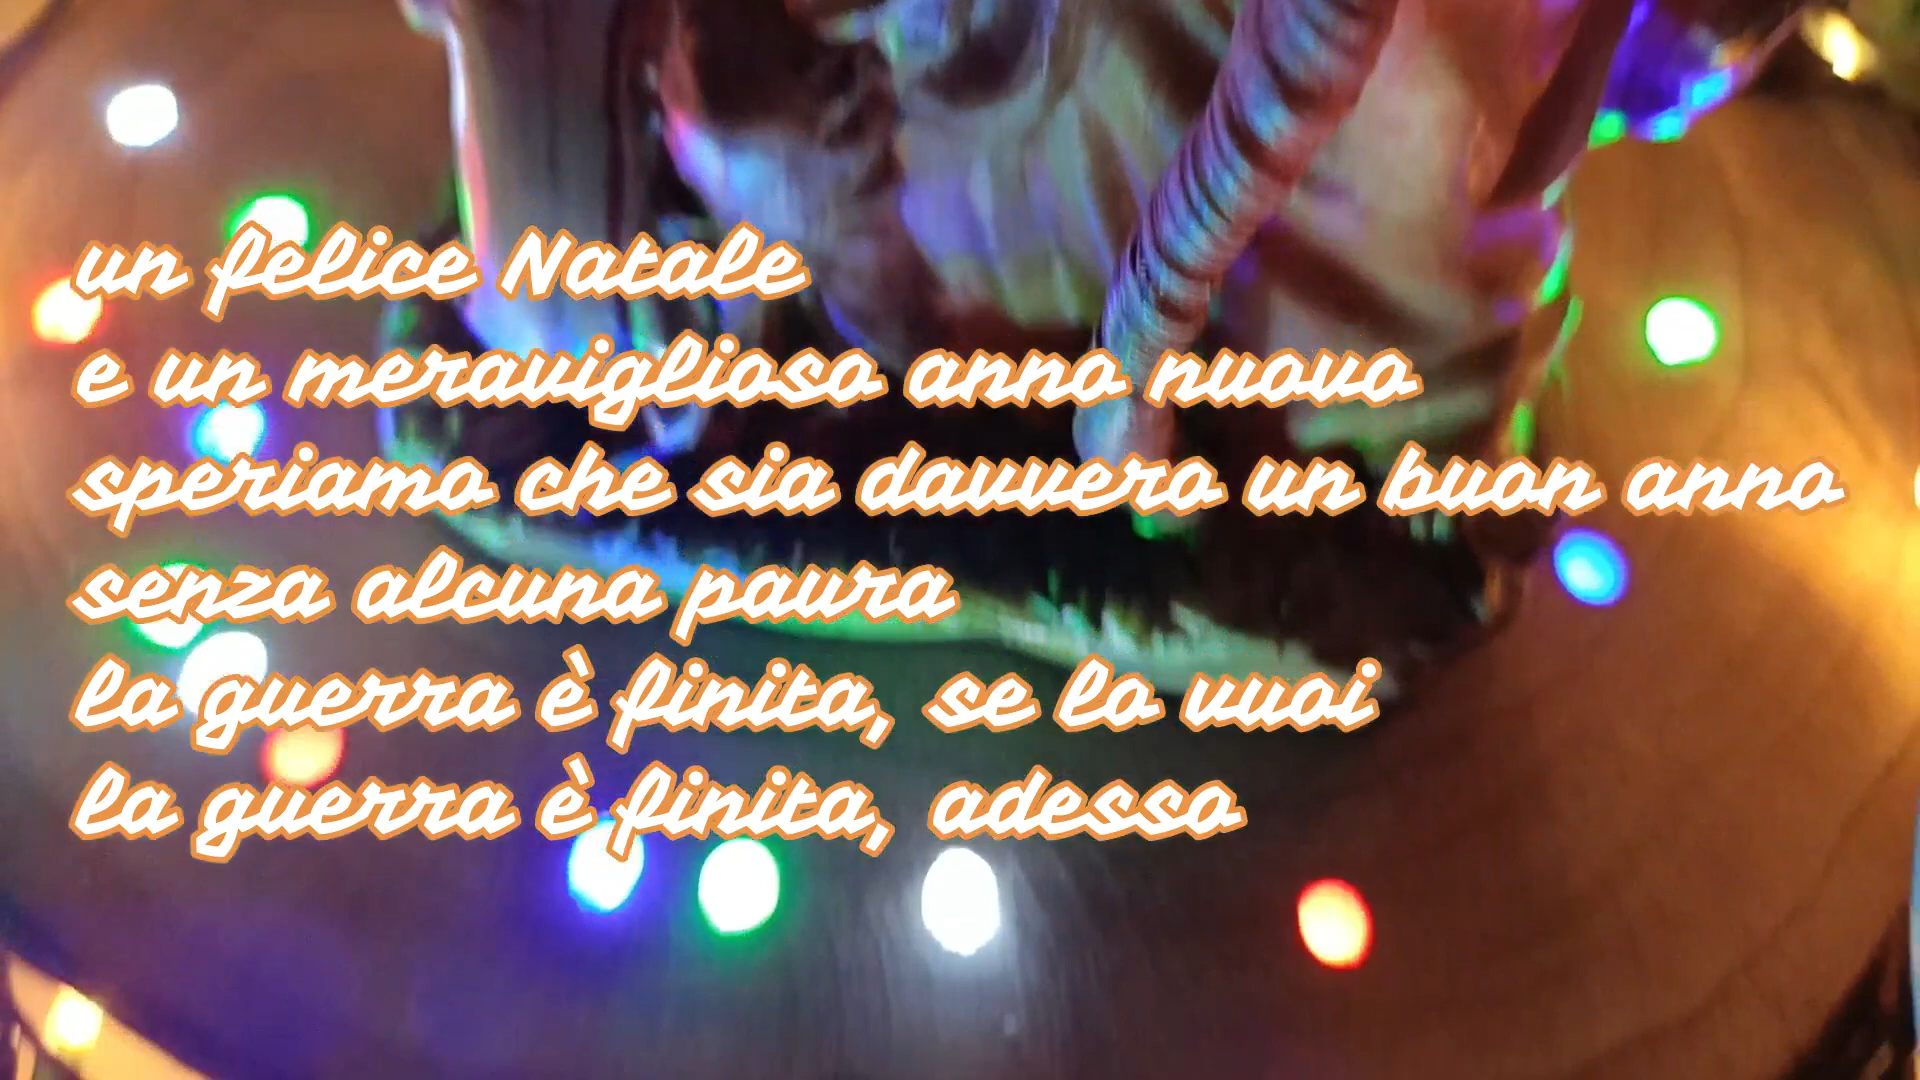 un felice Natale
e un meraviglioso anno nuovo
speriamo che sia davvero un buon anno
senza alcuna paura
la guerra è finita, se lo vuoi
la guerra è finita, adesso